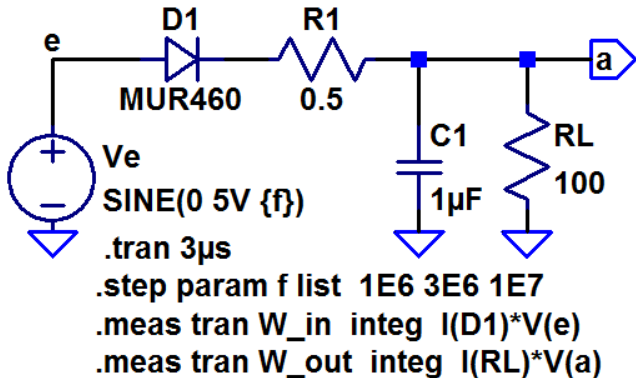 D1
R1
e
a
MUR460
0.5
C1
RL
Ve
1µF
100
SINE(0 5V {f})
.tran 3µs
.step param f list 1E6 3E6 1E7
.meas tran W_in integ I(D1)*V(e)
.meas tran W_out integ I(RL)*V(a)